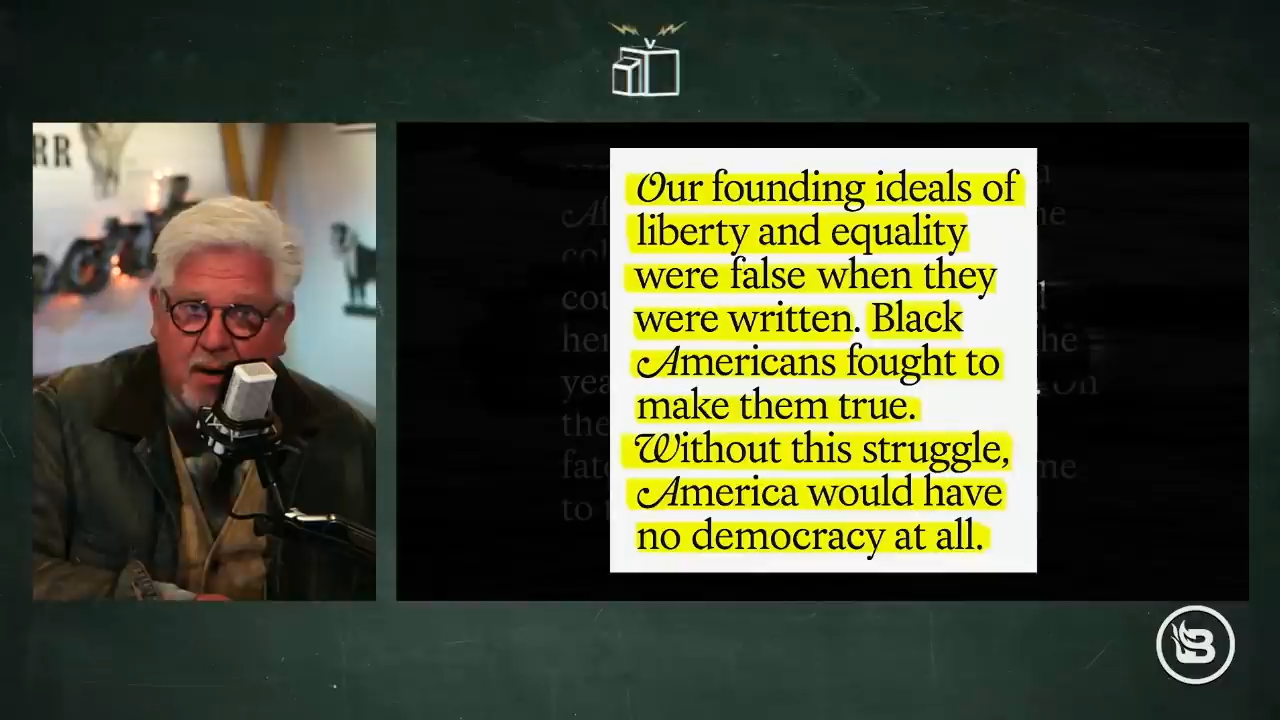 RR
Our founding ideals of
liberty and equality
were false when they
were written. Black
Americans fought to
make them true.
Without this struggle,
America would have
no democracy at all.
B